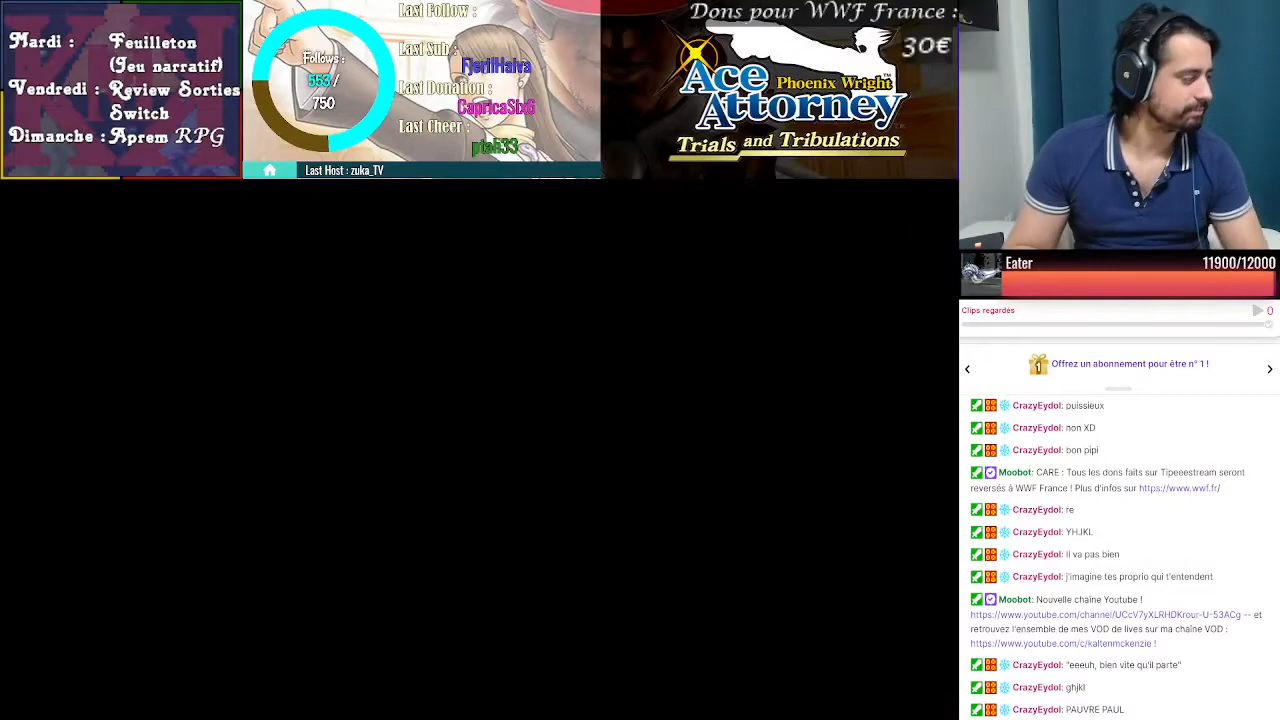 Mardi : Feuilleton
(Jeu narratif)
Vendredi : Review Sorties
Switch
Dimanche : Aprem RPG
Follows :
553 /
750
Last Follow :
Last Sub :
FjerllHaiva
Last Donation :
CapricaSixG
Last Cheer :
ptah33
Last Host : zuka_TV
Dons pour WWF France :
30€
Phoenix Wright™
Ace
Attorney
Trials and Tribulations
Eater 11900/12000
Clips regardés 0
1 Offrez un abonnement pour être n° 1 !
CrazyEydol: puissieux
CrazyEydol: non XD
CrazyEydol: bon pipi
Moobot: CARE : Tous les dons faits sur Tipeeestream seront
reversés à WWF France ! Plus d'infos sur https://www.wwf.fr/
CrazyEydol: re
CrazyEydol: YHJKL
CrazyEydol: li va pas bien
CrazyEydol: j'imagine tes proprio qui t'entendent
Moobot: Nouvelle chaîne Youtube !
https://www.youtube.com/channel/UCcV7yXLRHDKrour-U-53ACg -- et
retrouvez l'ensemble de mes VOD de lives sur ma chaîne VOD :
https://www.youtube.com/c/kaltenmckenzie !
CrazyEydol: "eeeuh, bien vite qu'il parte"
CrazyEydol: ghjkl
CrazyEydol: PAUVRE PAUL